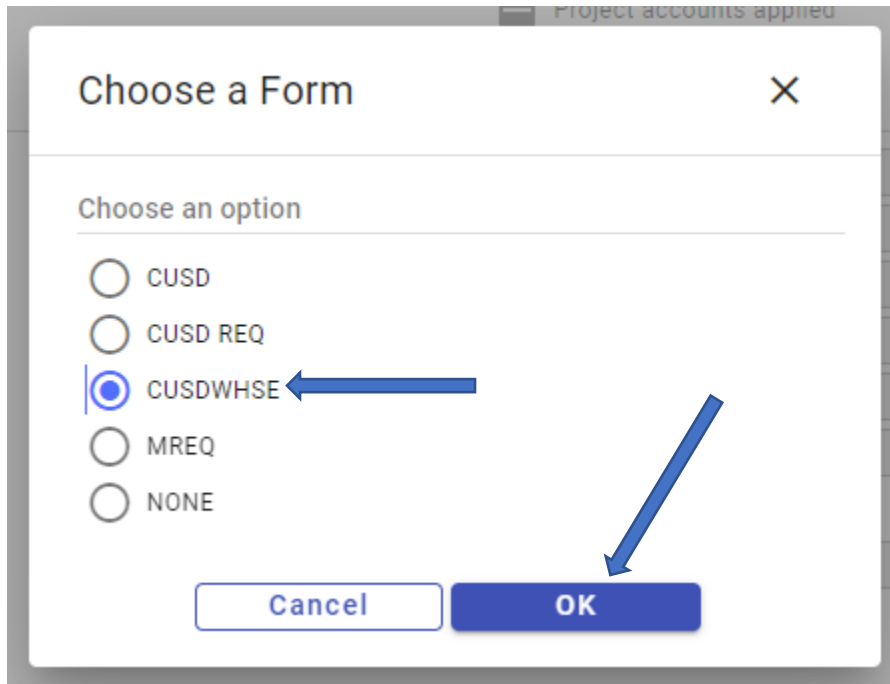 Project accounts applied
Choose a Form
Choose an option
CUSD
CUSD REQ
CUSDWHSE
MREQ
NONE
Cancel
OK